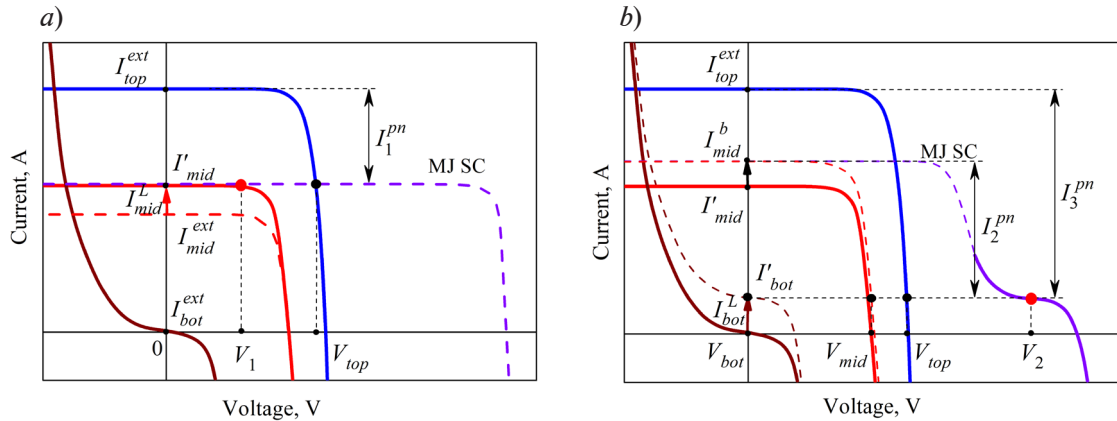 a)
I_top^ext
I_1^pn
I'_mid
MJ SC
I_mid^L
I_mid^ext
I_bot^ext
0
V_1
V_top
Current, A
Voltage, V
b)
I_top^ext
I_mid^b
MJ SC
I_3^pn
I'_mid
I_2^pn
I'_bot
I_bot^L
V_bot
V_mid
V_top
V_2
Current, A
Voltage, V